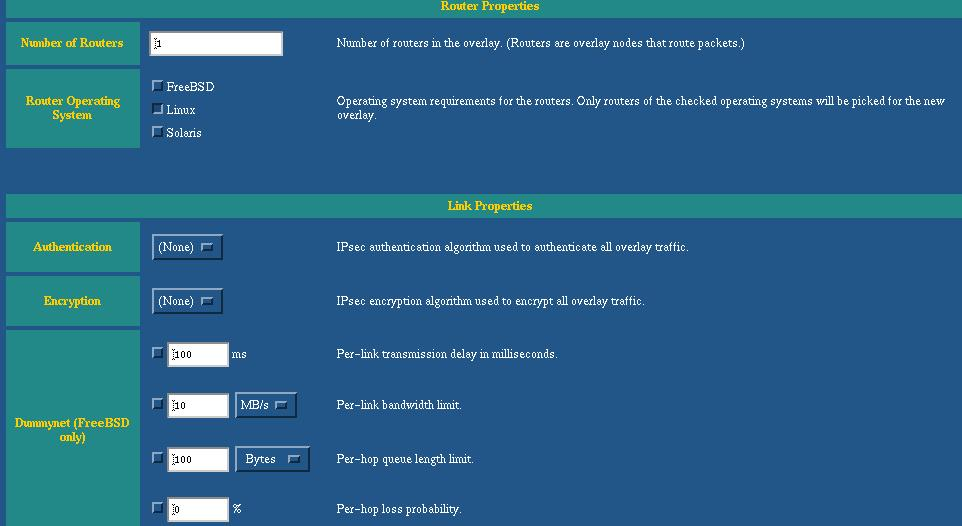 Router Properties
Number of Routers
1
Number of routers in the overlay. (Routers are overlay nodes that route packets.)
Router Operating
System
FreeBSD
Linux
Solaris
Operating system requirements for the routers. Only routers of the checked operating systems will be picked for the new
overlay.
Link Properties
Authentication
(None)
IPsec authentication algorithm used to authenticate all overlay traffic.
Encryption
(None)
IPsec encryption algorithm used to encrypt all overlay traffic.
Dummynet (FreeBSD
only)
100 ms
Per-link transmission delay in milliseconds.
10 MB/s
Per-link bandwidth limit.
100 Bytes
Per-hop queue length limit.
0 %
Per-hop loss probability.